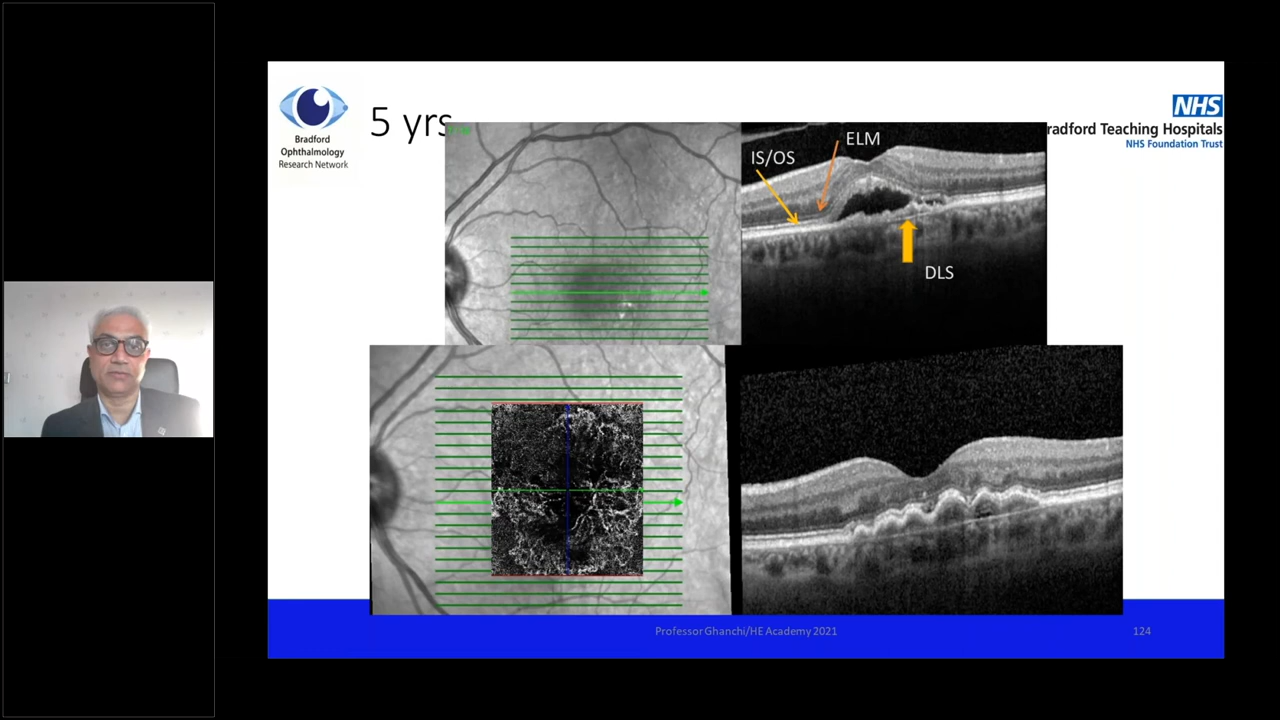 Bradford
Ophthalmology
Research Network
5 yrs
NHS
radford Teaching Hospitals
NHS Foundation Trust
ELM
IS/OS
DLS
Professor Ghanchi/HE Academy 2021
124